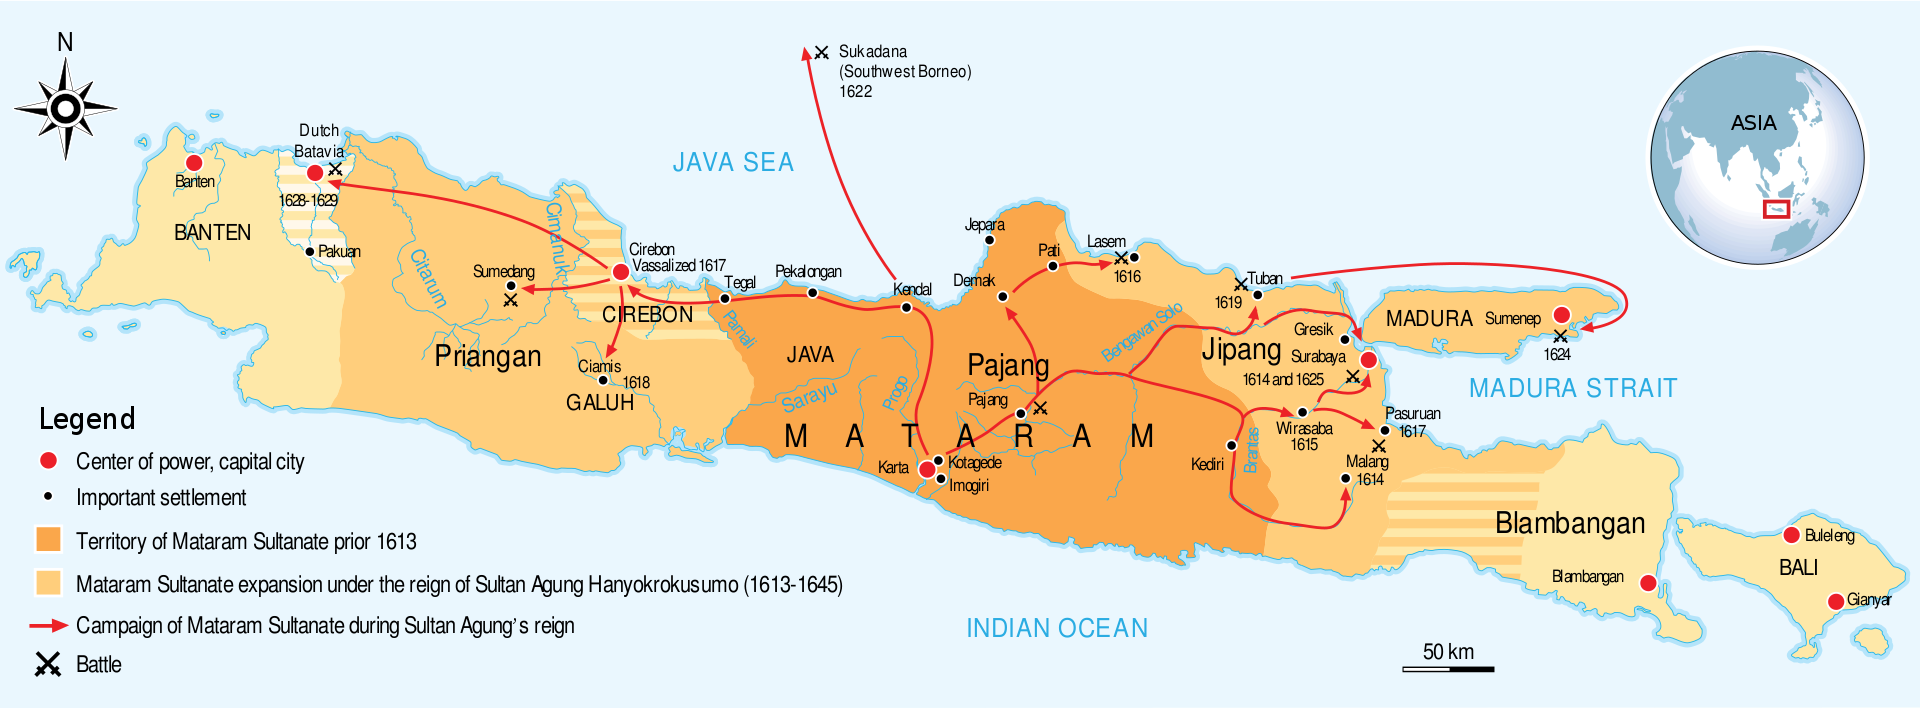 N
Sukadana
(Southwest Borneo)
1622
ASIA
Dutch
Batavia
1628-1629
JAVA SEA
Banten
BANTEN
Pakuan
Citarum
Cimanuk
Sumedang
Cirebon
Vassalized 1617
CIREBON
Tegal
Pekalongan
Kendal
Jepara
Demak
Pati
Lasem
1616
Tuban
1619
MADURA
Sumenep
1624
Gresik
Surabaya
1614 and 1625
Jipang
Bengawan Solo
MADURA STRAIT
Priangan
Ciamis
1618
GALUH
Pamali
JAVA
Sarayu
Progo
Pajang
Pajang
MATARAM
Karta
Kotagede
Imogiri
Kediri
Brantas
Wirasaba
1615
Pasuruan
1617
Malang
1614
Blambangan
Blambangan
Buleleng
BALI
Gianyar
INDIAN OCEAN
50 km
Legend
Center of power, capital city
Important settlement
Territory of Mataram Sultanate prior 1613
Mataram Sultanate expansion under the reign of Sultan Agung Hanyokrokusumo (1613-1645)
Campaign of Mataram Sultanate during Sultan Agung's reign
Battle